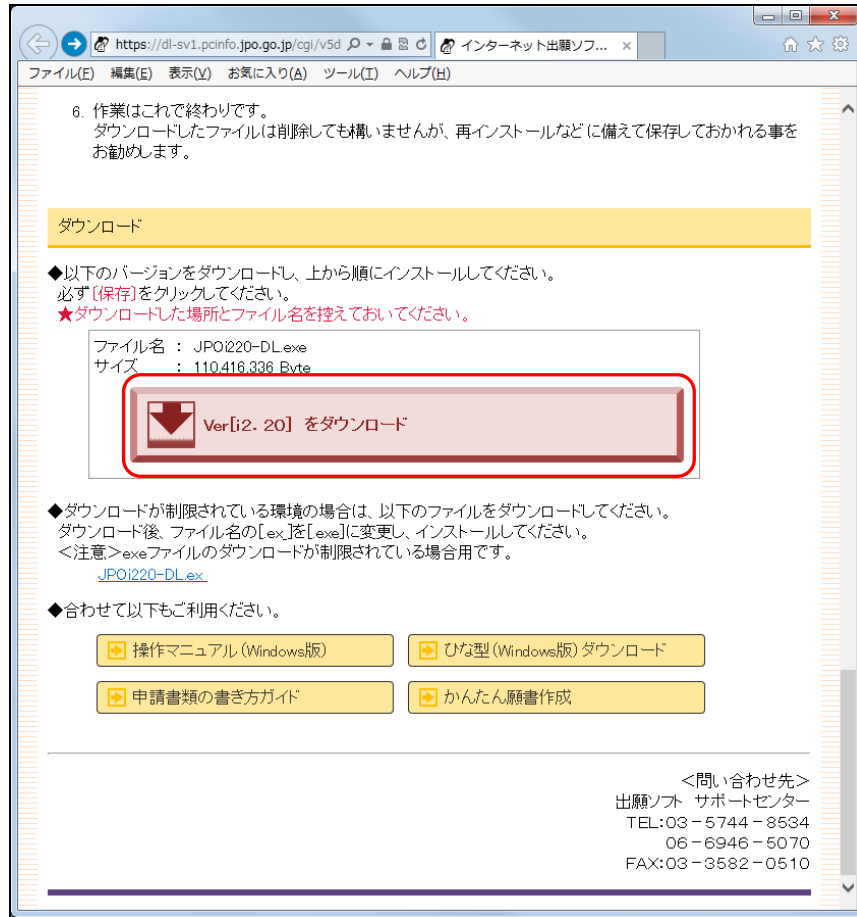 https://dl-sv1.pcinfo.jpo.go.jp/cgi/v5d
インターネット出願ソフ...
ファイル(F) 編集(E) 表示(V) お気に入り(A) ツール(T) ヘルプ(H)
6. 作業はこれで終わりです。
ダウンロードしたファイルは削除しても構いませんが、再インストールなどに備えて保存しておかれる事を
お勧めします。
ダウンロード
◆以下のバージョンをダウンロードし、上から順にインストールしてください。
必ず[保存]をクリックしてください。
★ダウンロードした場所とファイル名を控えておいてください。
ファイル名 : JPOi220-DL.exe
サイズ : 110,416,336 Byte
Ver[i2. 20] をダウンロード
◆ダウンロードが制限されている環境の場合は、以下のファイルをダウンロードしてください。
ダウンロード後、ファイル名の[ex_]を[exe]に変更し、インストールしてください。
<注意>exeファイルのダウンロードが制限されている場合用です。
JPOi220-DL.ex_
◆合わせて以下もご利用ください。
操作マニュアル(Windows版) ひな型(Windows版)ダウンロード
申請書類の書き方ガイド かんたん願書作成
<問い合わせ先>
出願ソフト サポートセンター
TEL:03-5744-8534
06-6946-5070
FAX:03-3582-0510